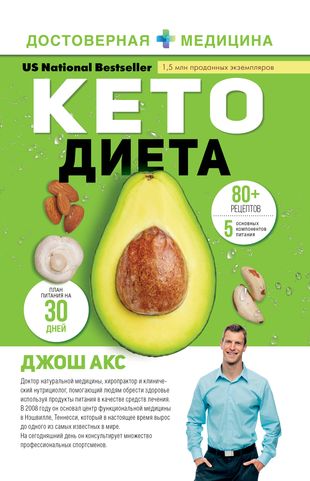 ДОСТОВЕРНАЯ МЕДИЦИНА
US National Bestseller 1,5 млн проданных экземпляров
КЕТО
ДИЕТА
80+
РЕЦЕПТОВ
5 основных компонентов питания
ПЛАН
ПИТАНИЯ НА
30
ДНЕЙ
ДЖОШ АКС
Доктор натуральной медицины, хиропрактор и клиниче-
ский нутрициолог, помогающий людям обрести здоровье
используя продукты питания в качестве средств лечения.
В 2008 году он основал центр функциональной медицины
в Нэшвилле, Теннесси, который в настоящее время вырос
до одного из самых известных в мире.
На сегодняшний день он консультирует множество
профессиональных спортсменов.